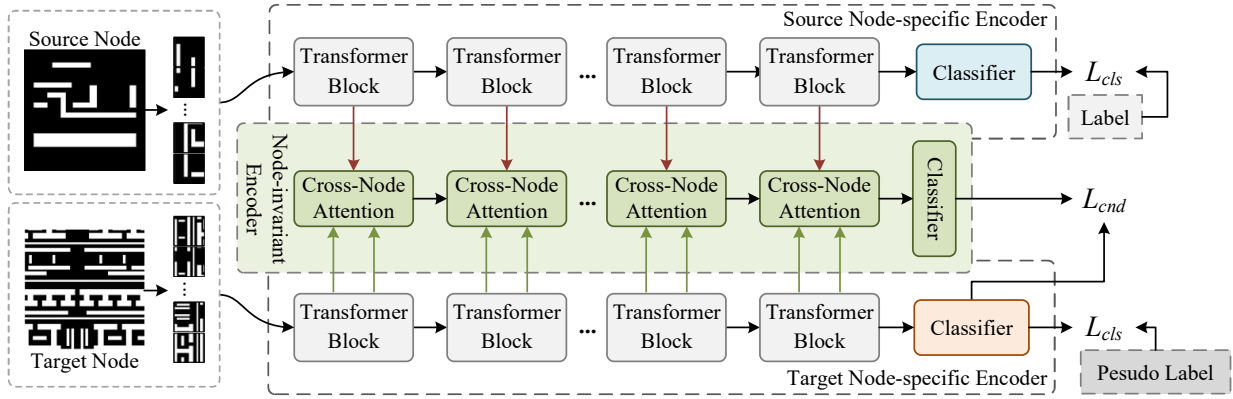 Source Node-specific Encoder
Source Node
Transformer
Block
Transformer
Block
...
Transformer
Block
Transformer
Block
Classifier
L_cls
Label
...
Node-invariant
Encoder
Cross-Node
Attention
Cross-Node
Attention
...
Cross-Node
Attention
Cross-Node
Attention
Classifier
L_cnd
...
Target Node
Transformer
Block
Transformer
Block
...
Transformer
Block
Transformer
Block
Classifier
L_cls
Pesudo Label
Target Node-specific Encoder